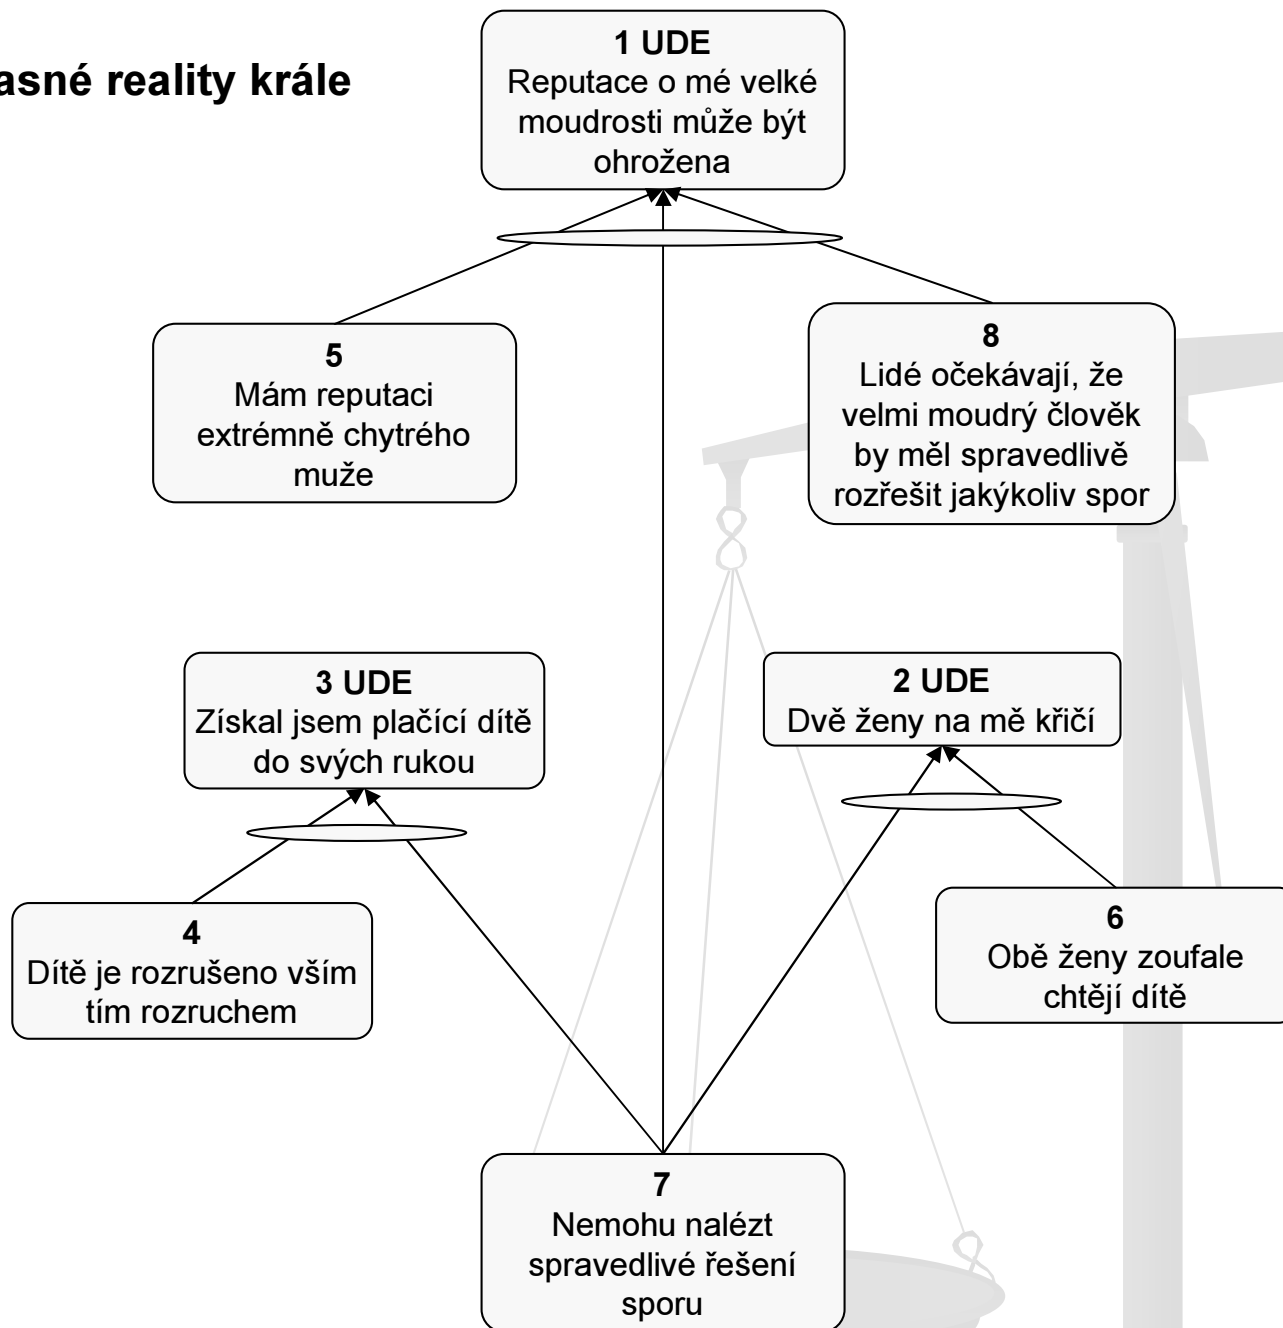 asné reality krále
1 UDE
Reputace o mé velké
moudrosti může být
ohrožena
5
Mám reputaci
extrémně chytrého
muže
8
Lidé očekávají, že
velmi moudrý člověk
by měl spravedlivě
rozřešit jakýkoliv spor
3 UDE
Získal jsem plačící dítě
do svých rukou
2 UDE
Dvě ženy na mě křičí
4
Dítě je rozrušeno vším
tím rozruchem
6
Obě ženy zoufale
chtějí dítě
7
Nemohu nalézt
spravedlivé řešení
sporu